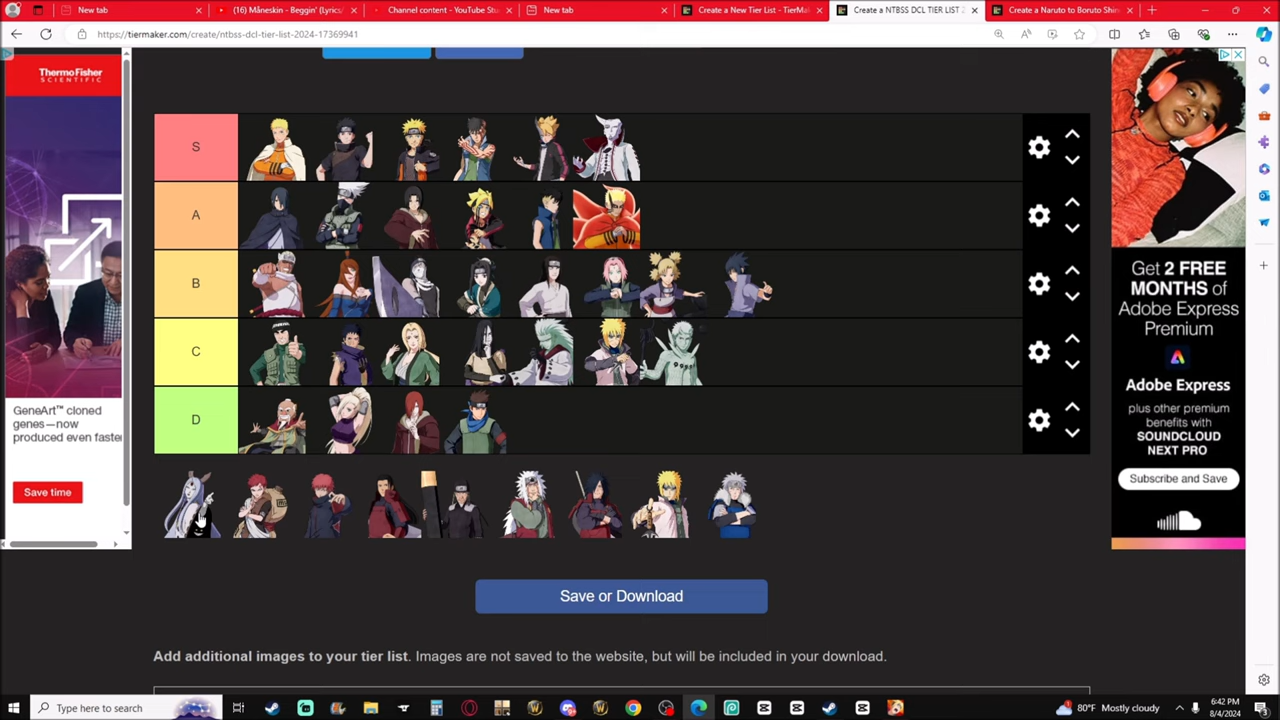 New tab
(16) Måneskin - Beggin' (Lyrics/
Channel content - YouTube Stu
New tab
Create a New Tier List - TierMa
Create a NTBSS DCL TIER LIST 2
Create a Naruto to Boruto Shin
https://tiermaker.com/create/ntbss-dcl-tier-list-2024-17369941
ThermoFisher
SCIENTIFIC
GeneArt™ cloned
genes—now
produced even faste
Save time
S
A
B
C
D
Save or Download
Add additional images to your tier list. Images are not saved to the website, but will be included in your download.
Get 2 FREE
MONTHS of
Adobe Express
Premium
Adobe Express
plus other premium
benefits with
SOUNDCLOUD
NEXT PRO
Subscribe and Save
Type here to search
80°F Mostly cloudy
6:42 PM
8/4/2024